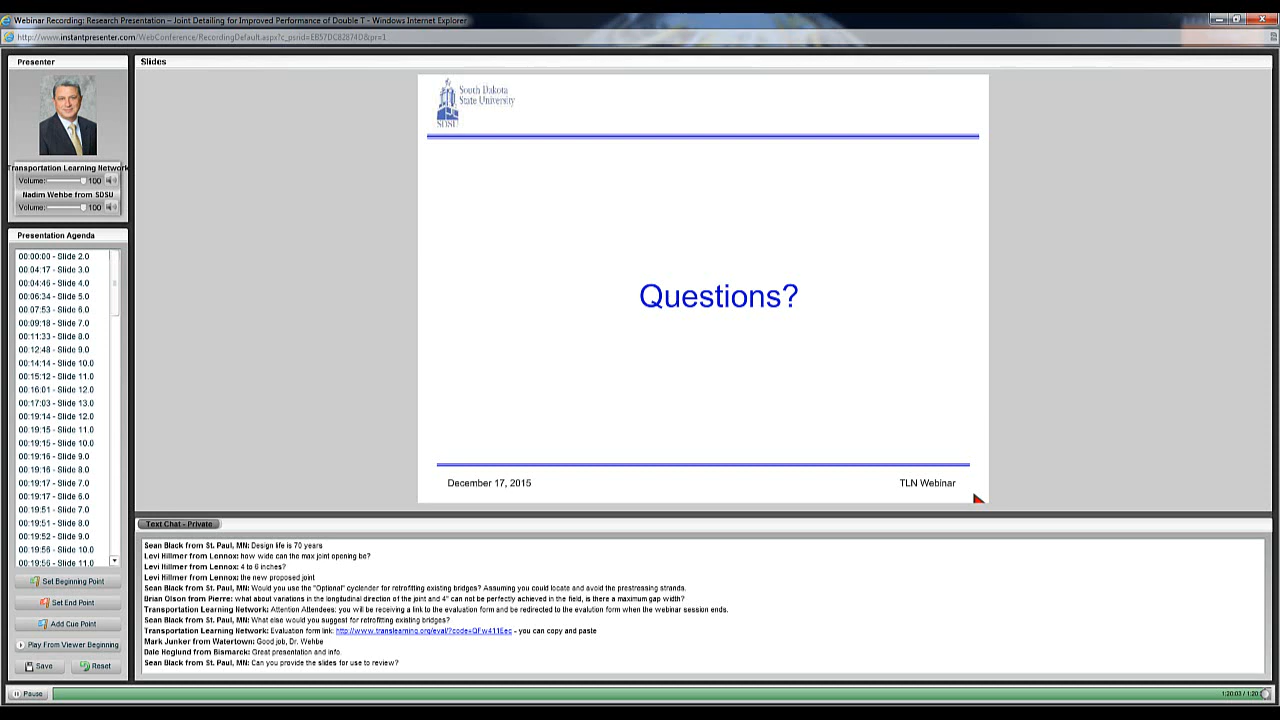 Webinar Recording: Research Presentation – Joint Detailing for Improved Performance of Double T - Windows Internet Explorer
http://www.instantpresenter.com/WebConference/RecordingDefault.aspx?c_psrid=EB57DC82874D&pr=1
Presenter
Transportation Learning Network
Volume: 100
Nadim Wehbe from SDSU
Volume: 100
Presentation Agenda
00:00:00 - Slide 2.0
00:04:17 - Slide 3.0
00:04:46 - Slide 4.0
00:06:34 - Slide 5.0
00:07:53 - Slide 6.0
00:09:18 - Slide 7.0
00:11:33 - Slide 8.0
00:12:48 - Slide 9.0
00:14:14 - Slide 10.0
00:15:12 - Slide 11.0
00:16:01 - Slide 12.0
00:17:03 - Slide 13.0
00:19:14 - Slide 12.0
00:19:15 - Slide 11.0
00:19:15 - Slide 10.0
00:19:16 - Slide 9.0
00:19:16 - Slide 8.0
00:19:17 - Slide 7.0
00:19:17 - Slide 6.0
00:19:51 - Slide 7.0
00:19:51 - Slide 8.0
00:19:52 - Slide 9.0
00:19:56 - Slide 10.0
00:19:56 - Slide 11.0
Set Beginning Point
Set End Point
Add Cue Point
Play From Viewer Beginning
Save Reset
Slides
South Dakota
State University
SDSU
Questions?
December 17, 2015 TLN Webinar
Text Chat - Private
Sean Black from St. Paul, MN: Design life is 70 years
Levi Hillmer from Lennox: how wide can the max joint opening be?
Levi Hillmer from Lennox: 4 to 6 inches?
Levi Hillmer from Lennox: the new proposed joint
Sean Black from St. Paul, MN: Would you use the "Optional" cyclender for retrofitting existing bridges? Assuming you could locate and avoid the prestressing strands.
Brian Olson from Pierre: what about variations in the longitudinal direction of the joint and 4" can not be perfectly achieved in the field, is there a maximum gap width?
Transportation Learning Network: Attention Attendees: you will be receiving a link to the evaluation form and be redirected to the evalution form when the webinar session ends.
Sean Black from St. Paul, MN: What else would you suggest for retrofitting existing bridges?
Transportation Learning Network: Evaluation form link: http://www.translearning.org/eval/?code=QFw411Eec - you can copy and paste
Mark Junker from Watertown: Good job, Dr. Wehbe
Dale Heglund from Bismarck: Great presentation and info.
Sean Black from St. Paul, MN: Can you provide the slides for use to review?
Pause
1:20:03 / 1:20: